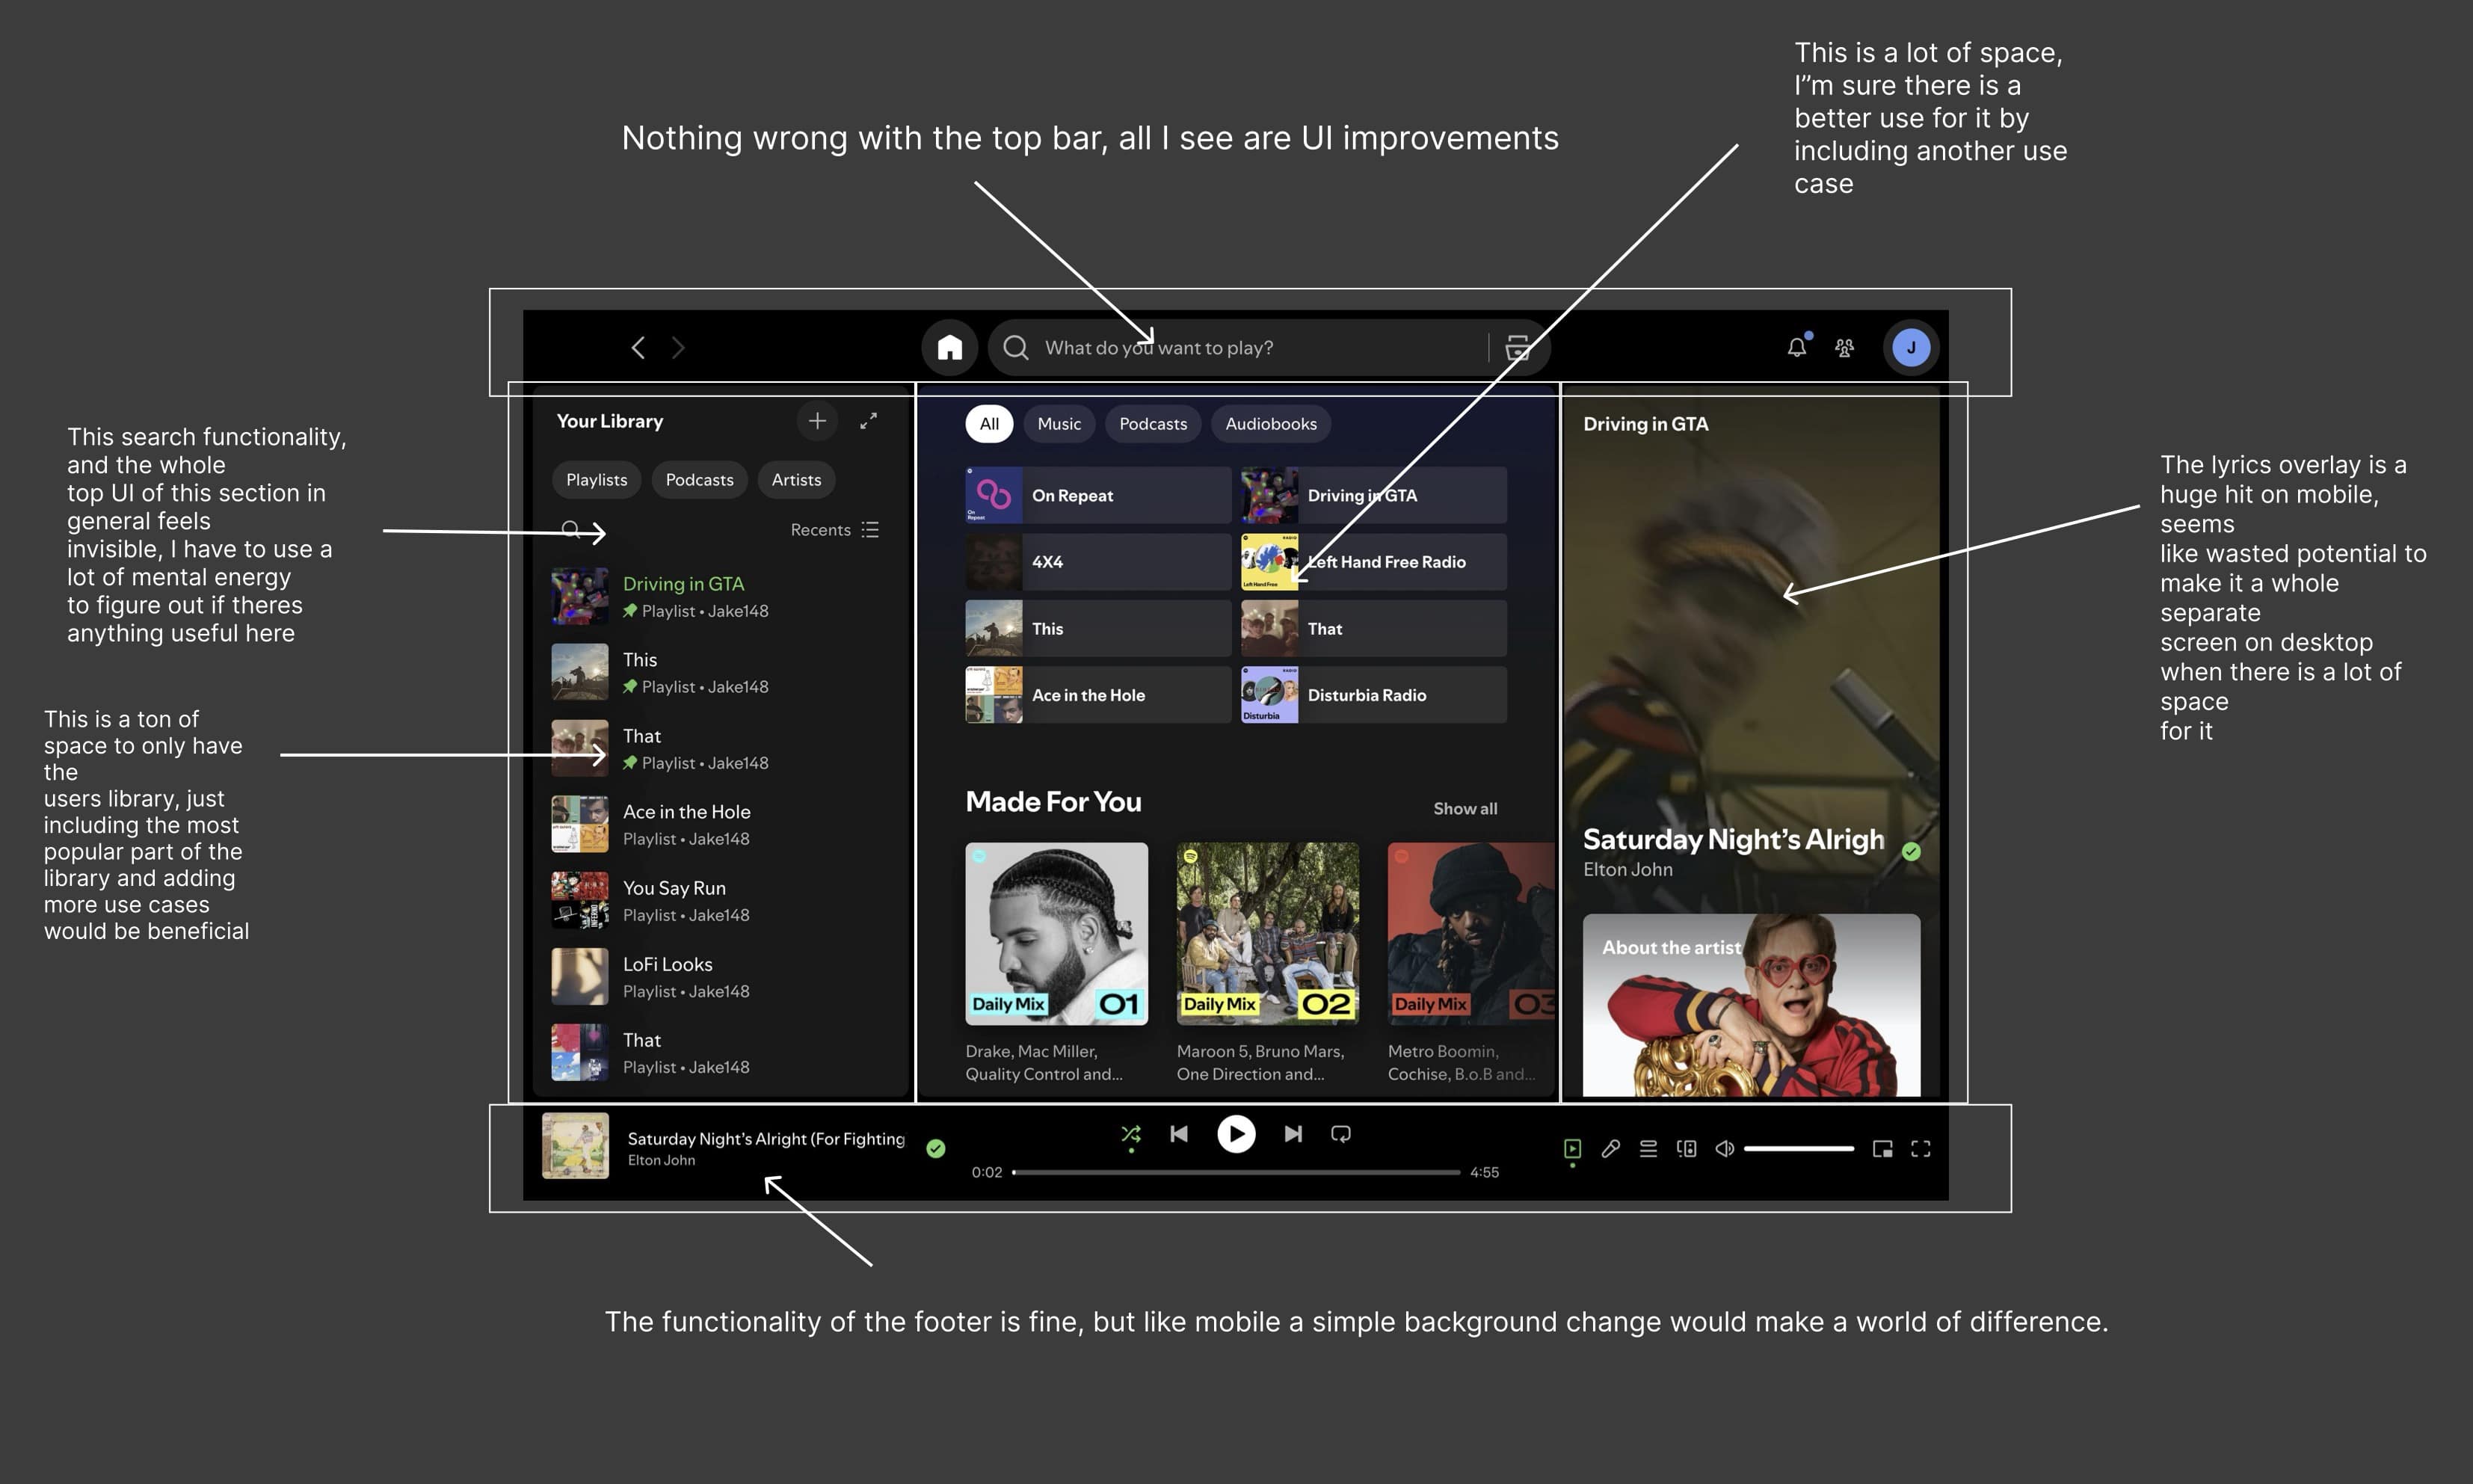 This is a lot of space,
I”m sure there is a
better use for it by
including another use
case
Nothing wrong with the top bar, all I see are UI improvements
What do you want to play?
J
This search functionality,
and the whole
top UI of this section in
general feels
invisible, I have to use a
lot of mental energy
to figure out if theres
anything useful here
This is a ton of
space to only have
the
users library, just
including the most
popular part of the
library and adding
more use cases
would be beneficial
Your Library
Playlists
Podcasts
Artists
Recents
Driving in GTA
Playlist • Jake148
This
Playlist • Jake148
That
Playlist • Jake148
Ace in the Hole
Playlist • Jake148
You Say Run
Playlist • Jake148
LoFi Looks
Playlist • Jake148
That
Playlist • Jake148
All
Music
Podcasts
Audiobooks
On Repeat
On Repeat
Driving in GTA
4X4
RADIO
Left Hand Free
Left Hand Free Radio
This
That
Ace in the Hole
RADIO
Disturbia
Disturbia Radio
Made For You
Show all
Daily Mix 01
Drake, Mac Miller,
Quality Control and...
Daily Mix 02
Maroon 5, Bruno Mars,
One Direction and...
Daily Mix 03
Metro Boomin,
Cochise, B.o.B and...
Driving in GTA
Saturday Night’s Alrigh
Elton John
About the artist
The lyrics overlay is a
huge hit on mobile,
seems
like wasted potential to
make it a whole
separate
screen on desktop
when there is a lot of
space
for it
Saturday Night’s Alright (For Fighting
Elton John
0:02
4:55
The functionality of the footer is fine, but like mobile a simple background change would make a world of difference.